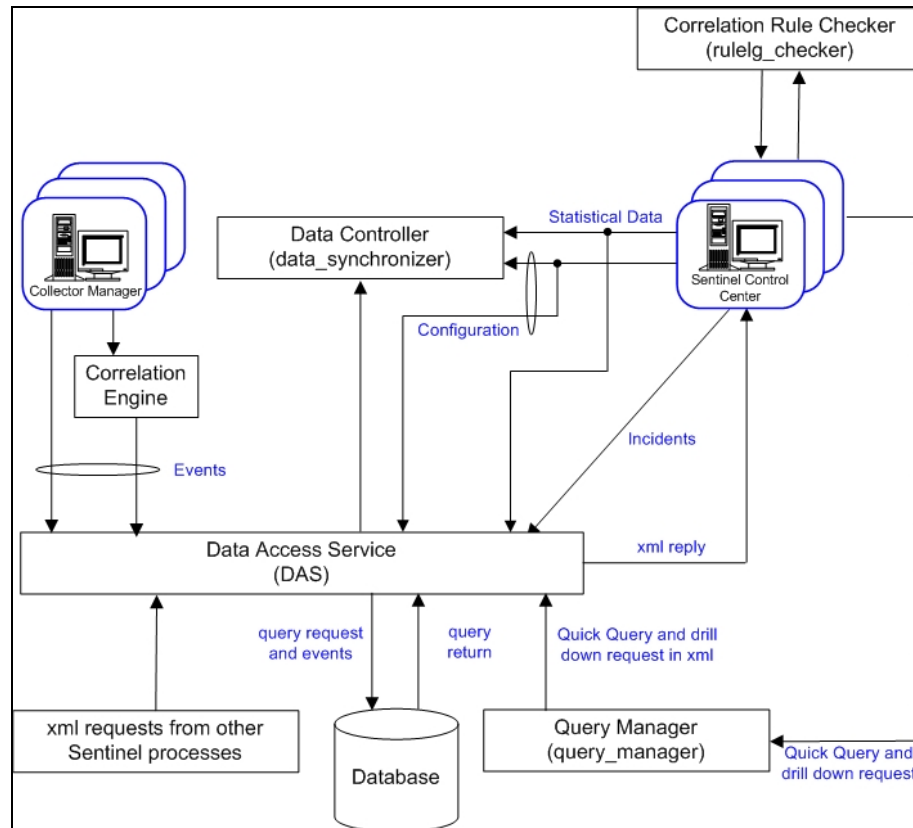 Correlation Rule Checker
(rulelg_checker)
Statistical Data
Data Controller
(data_synchronizer)
Collector Manager
Sentinel Control
Center
Configuration
Correlation
Engine
Incidents
Events
Data Access Service
(DAS)
xml reply
query request
and events
query
return
Quick Query and drill
down request in xml
xml requests from other
Sentinel processes
Database
Query Manager
(query_manager)
Quick Query and
drill down request